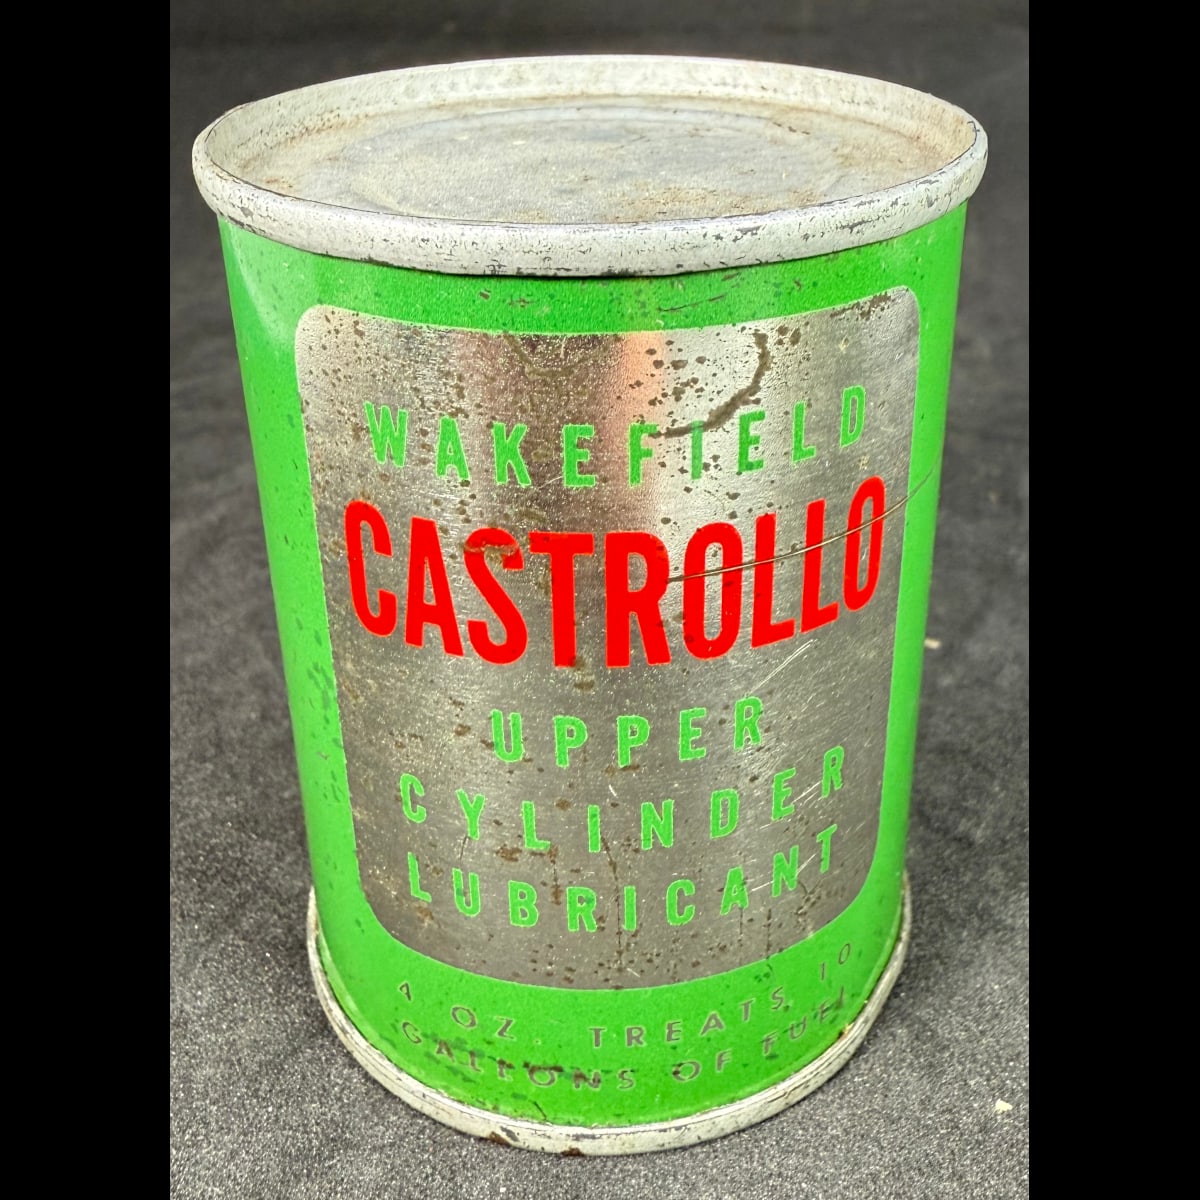 WAKEFIELD
CASTROLLO
UPPER
CYLINDER
LUBRICANT
4 OZ. TREATS 10
GALLONS OF FUEL